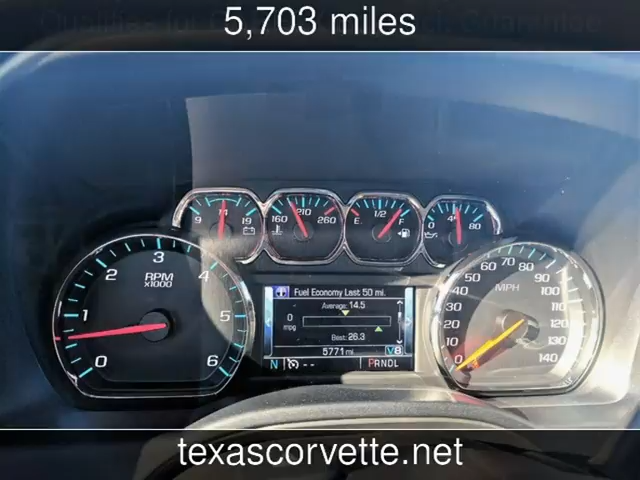 5,703 miles
9 14 19
160 210 260
E 1/2 F
0 4 80
RPM
x1000
0 1 2 3 4 5 6
Fuel Economy Last 50 mi.
Average: 14.5
0
mpg
Best: 26.3
5771 mi V8
N -- PRNDL
MPH
0 10 20 30 40 50 60 70 80 90 100 110 120 130 140
texascorvette.net